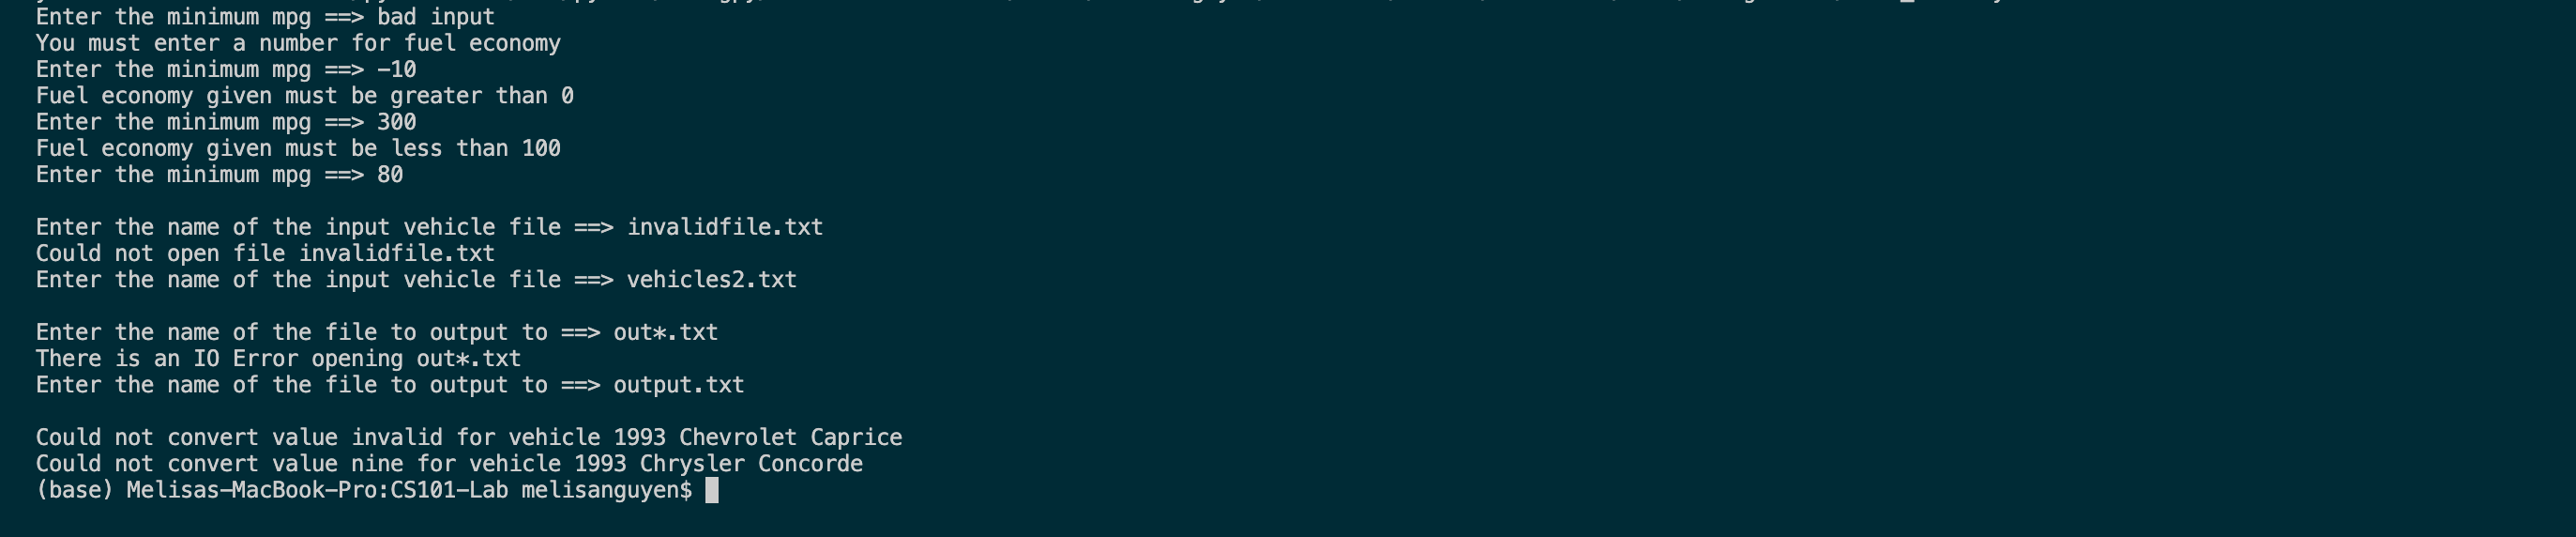 Enter the minimum mpg ==> bad input
You must enter a number for fuel economy
Enter the minimum mpg ==> -10
Fuel economy given must be greater than 0
Enter the minimum mpg ==> 300
Fuel economy given must be less than 100
Enter the minimum mpg ==> 80
Enter the name of the input vehicle file ==> invalidfile.txt
Could not open file invalidfile.txt
Enter the name of the input vehicle file ==> vehicles2.txt
Enter the name of the file to output to ==> out*.txt
There is an IO Error opening out*.txt
Enter the name of the file to output to ==> output.txt
Could not convert value invalid for vehicle 1993 Chevrolet Caprice
Could not convert value nine for vehicle 1993 Chrysler Concorde
(base) Melisas-MacBook-Pro:CS101-Lab melisanguyen$